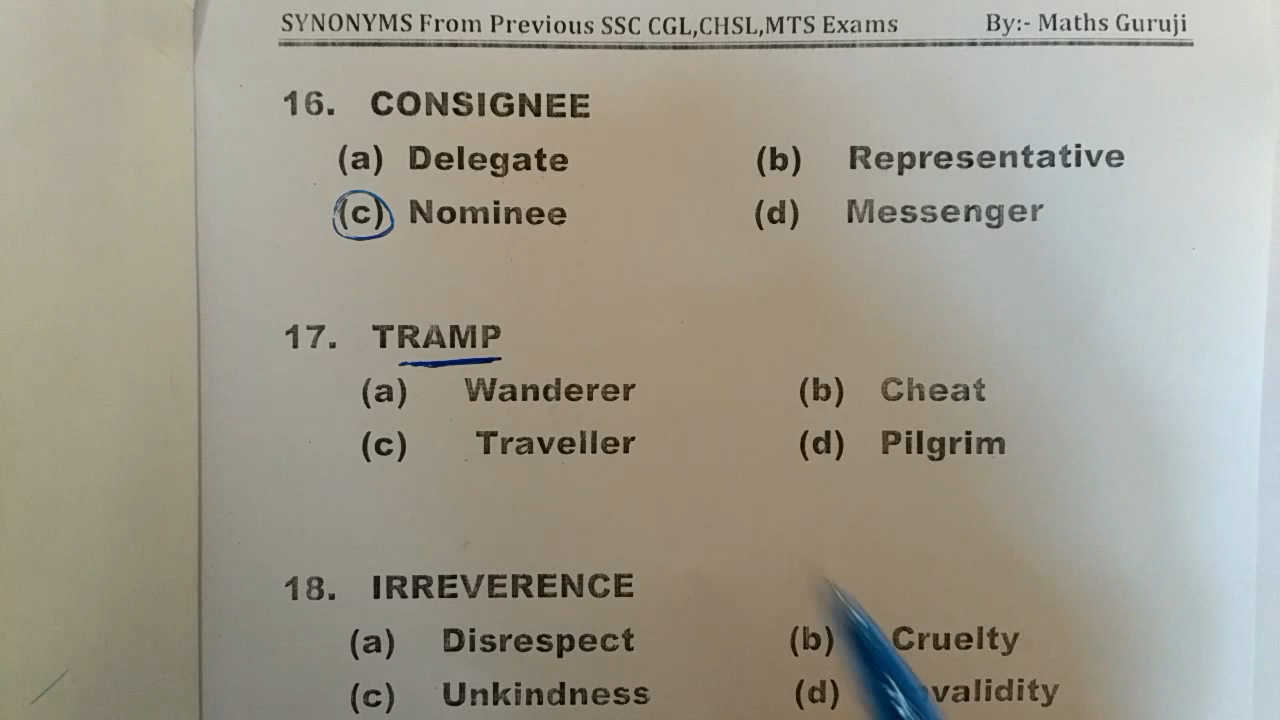 SYNONYMS From Previous SSC CGL,CHSL,MTS Exams By:- Maths Guruji
16. CONSIGNEE
(a) Delegate (b) Representative
(c) Nominee (d) Messenger
17. TRAMP
(a) Wanderer (b) Cheat
(c) Traveller (d) Pilgrim
18. IRREVERENCE
(a) Disrespect (b) Cruelty
(c) Unkindness (d)